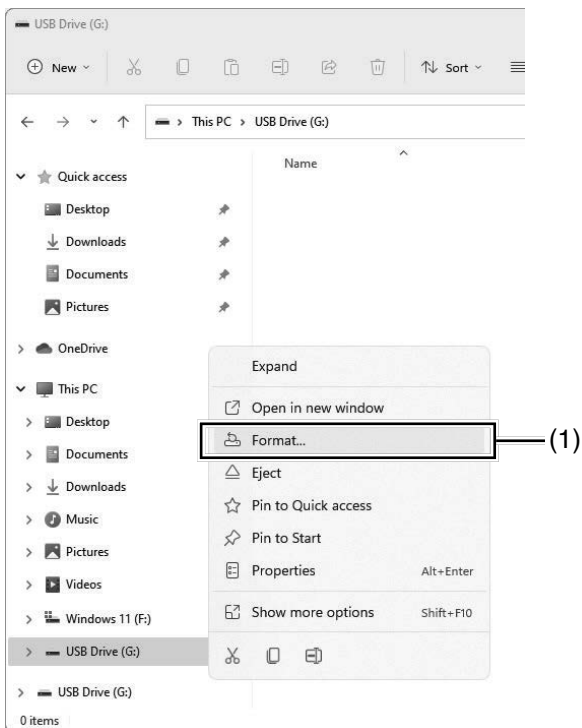 USB Drive (G:)
New
Sort
This PC > USB Drive (G:)
Name
Quick access
Desktop
Downloads
Documents
Pictures
OneDrive
This PC
Desktop
Documents
Downloads
Music
Pictures
Videos
Windows 11 (F:)
USB Drive (G:)
USB Drive (G:)
0 items
Expand
Open in new window
Format...
(1)
Eject
Pin to Quick access
Pin to Start
Properties Alt+Enter
Show more options Shift+F10